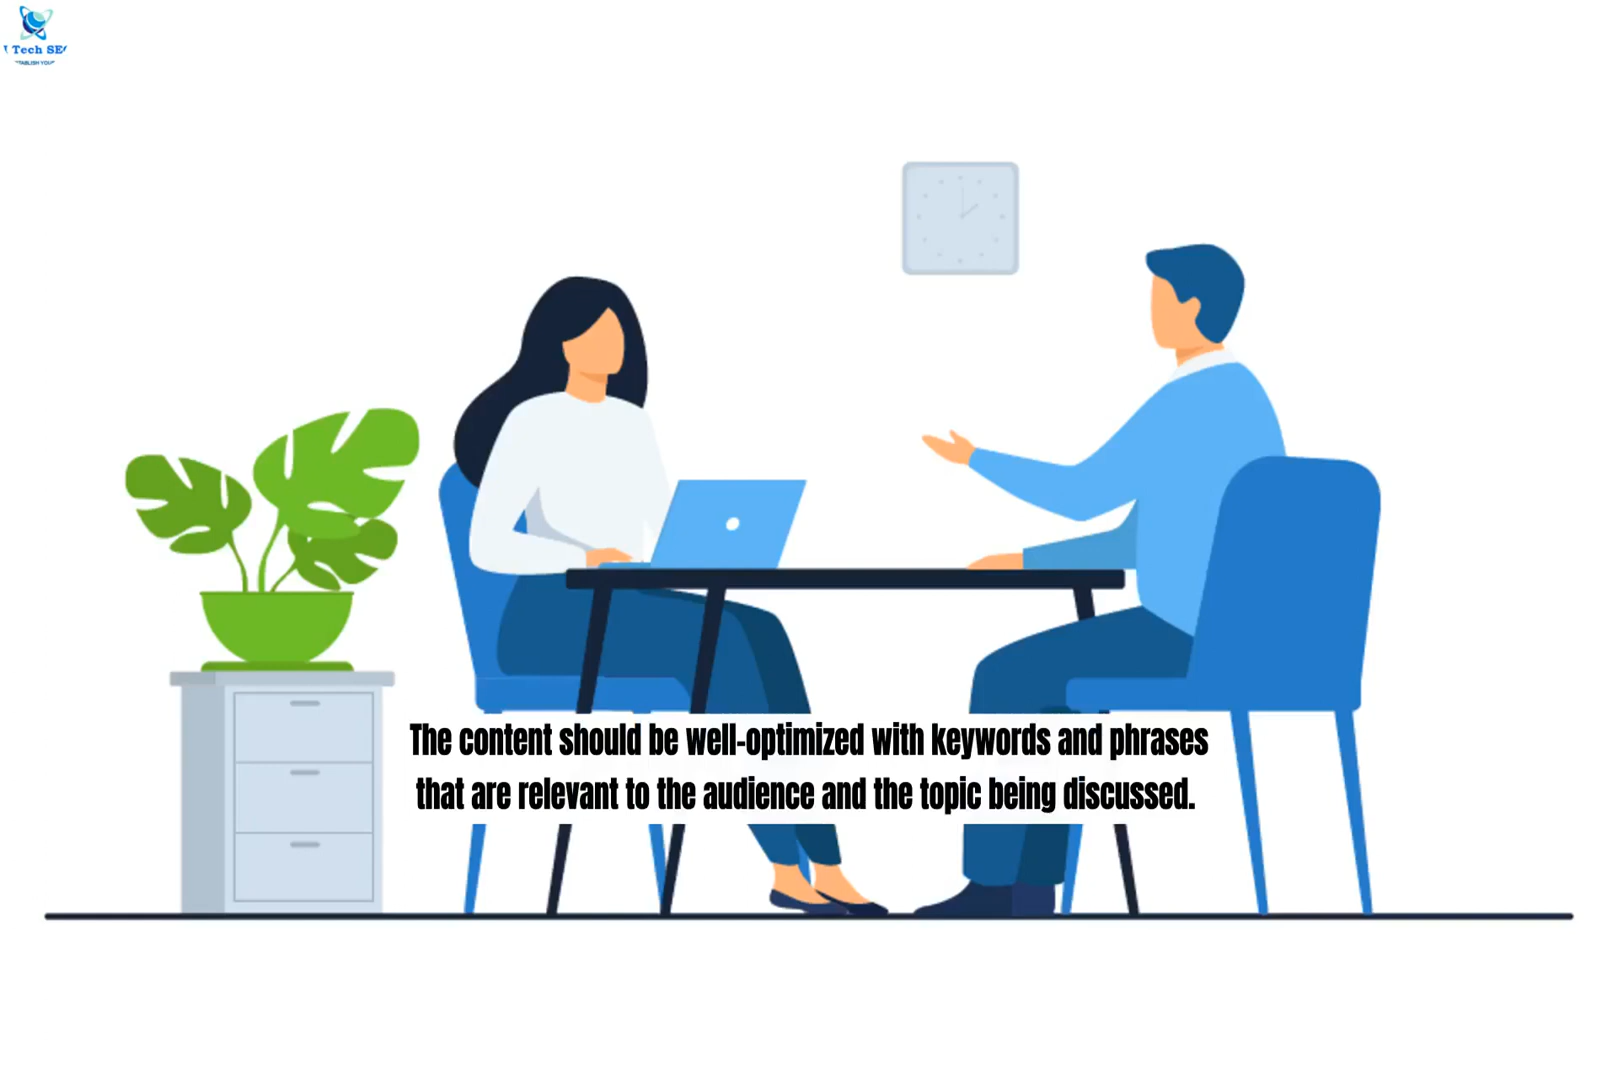 Tech
The content should be well-optimized with keywords and phrases
that are relevant to the audience and the topic being discussed.